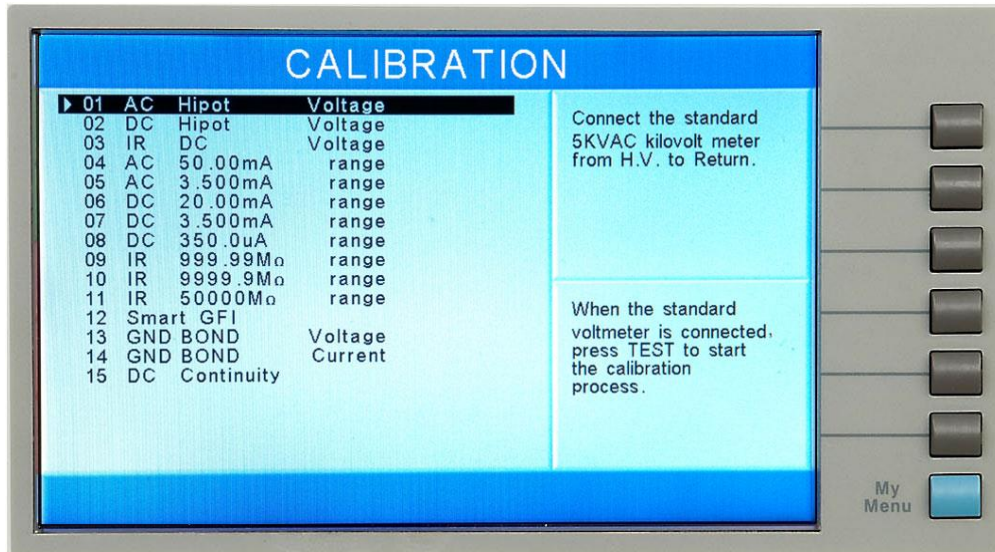 CALIBRATION
01 AC Hipot Voltage
02 DC Hipot Voltage
03 IR DC Voltage
04 AC 50.00mA range
05 AC 3.500mA range
06 DC 20.00mA range
07 DC 3.500mA range
08 DC 350.0uA range
09 IR 999.99MΩ range
10 IR 9999.9MΩ range
11 IR 50000MΩ range
12 Smart GFI
13 GND BOND Voltage
14 GND BOND Current
15 DC Continuity
Connect the standard
5KVAC kilovolt meter
from H.V. to Return.
When the standard
voltmeter is connected,
press TEST to start
the calibration
process.
My
Menu